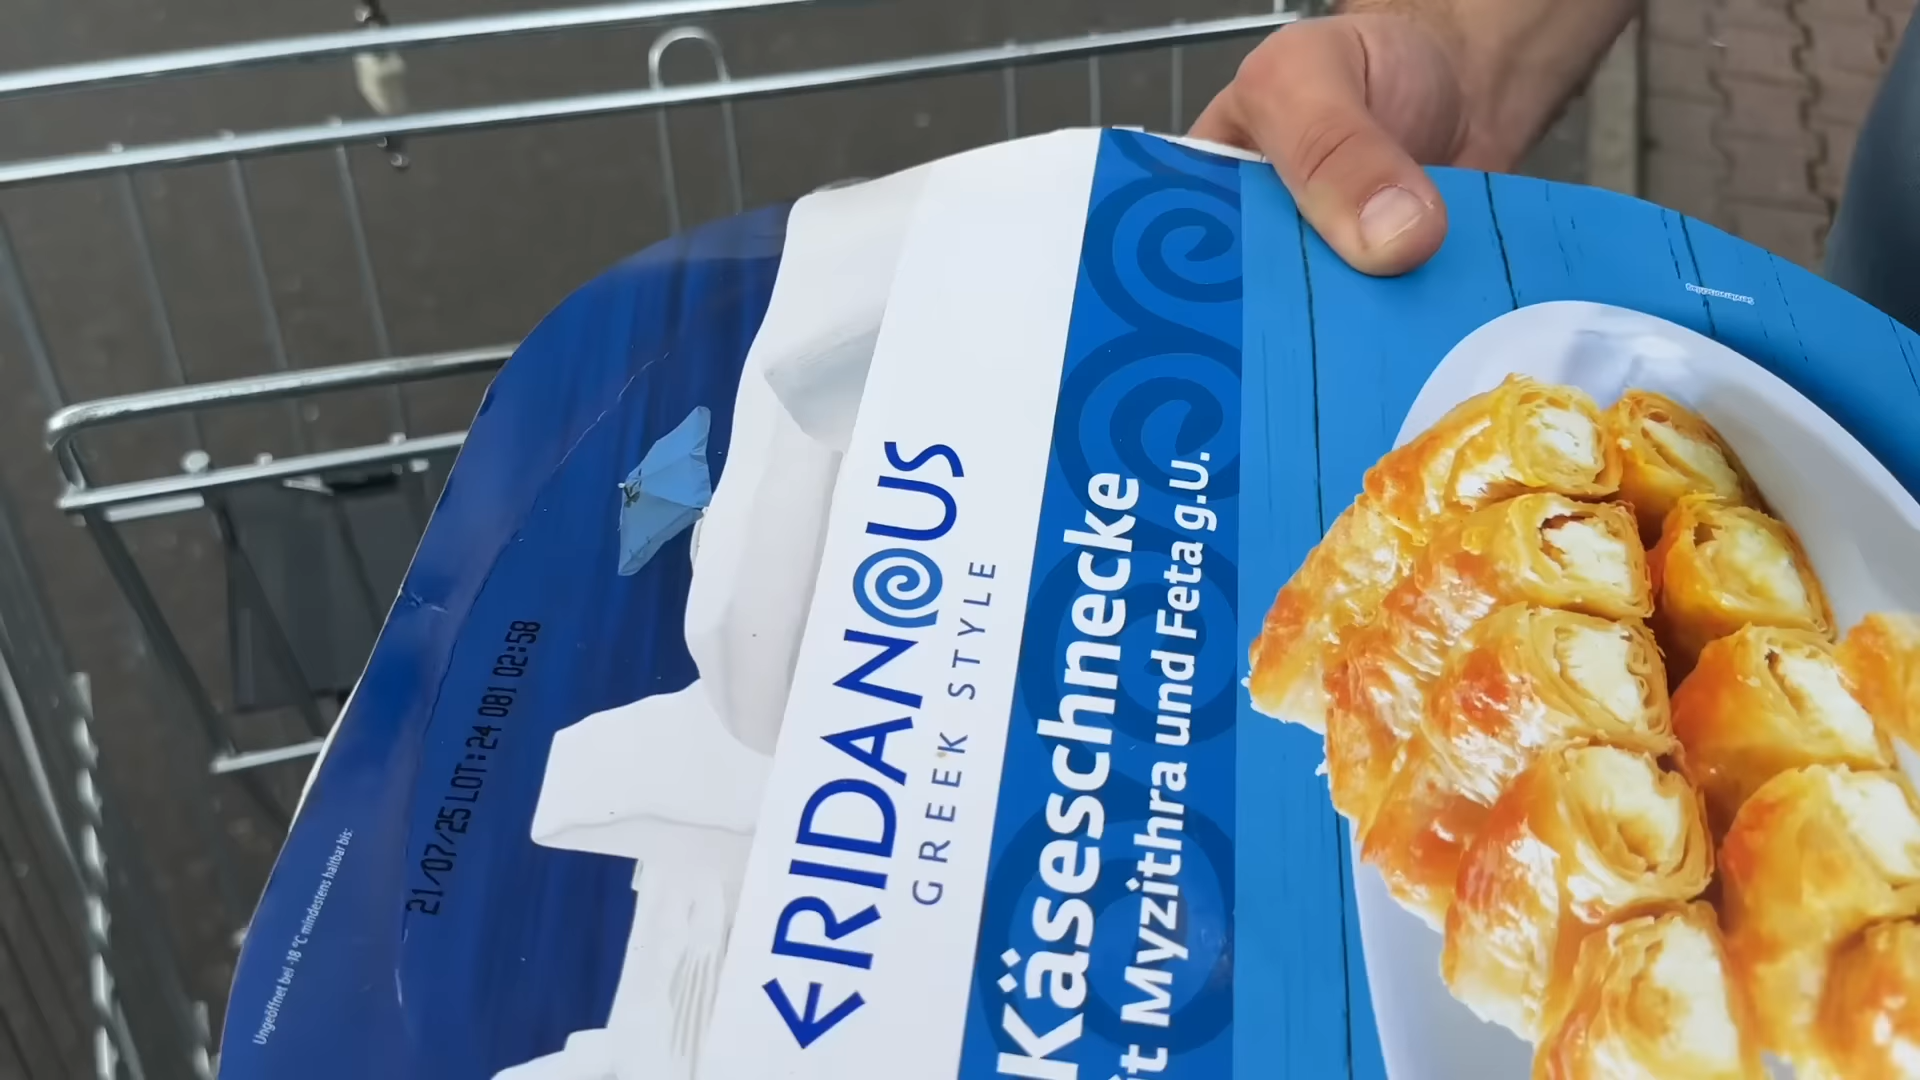 Ungeöffnet bei -18 °C mindestens haltbar bis:
21/07/25 LOT: 24 081 02:58
ERIDANOUS
GREEK STYLE
Käseschnecke
Myzithra und Feta g.U.
Serviervorschlag